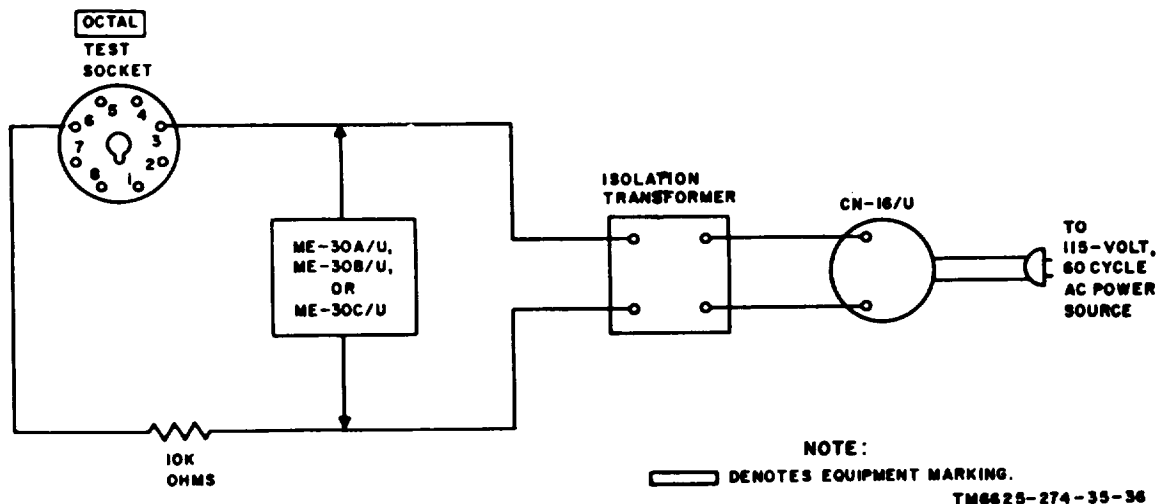 OCTAL
TEST
SOCKET
5
4
6
3
7
2
8
1
ISOLATION
TRANSFORMER
CN-16/U
TO
115-VOLT,
60 CYCLE
AC POWER
SOURCE
ME-30A/U,
ME-30B/U,
OR
ME-30C/U
10K
OHMS
NOTE:
DENOTES EQUIPMENT MARKING.
TM6625-274-35-36